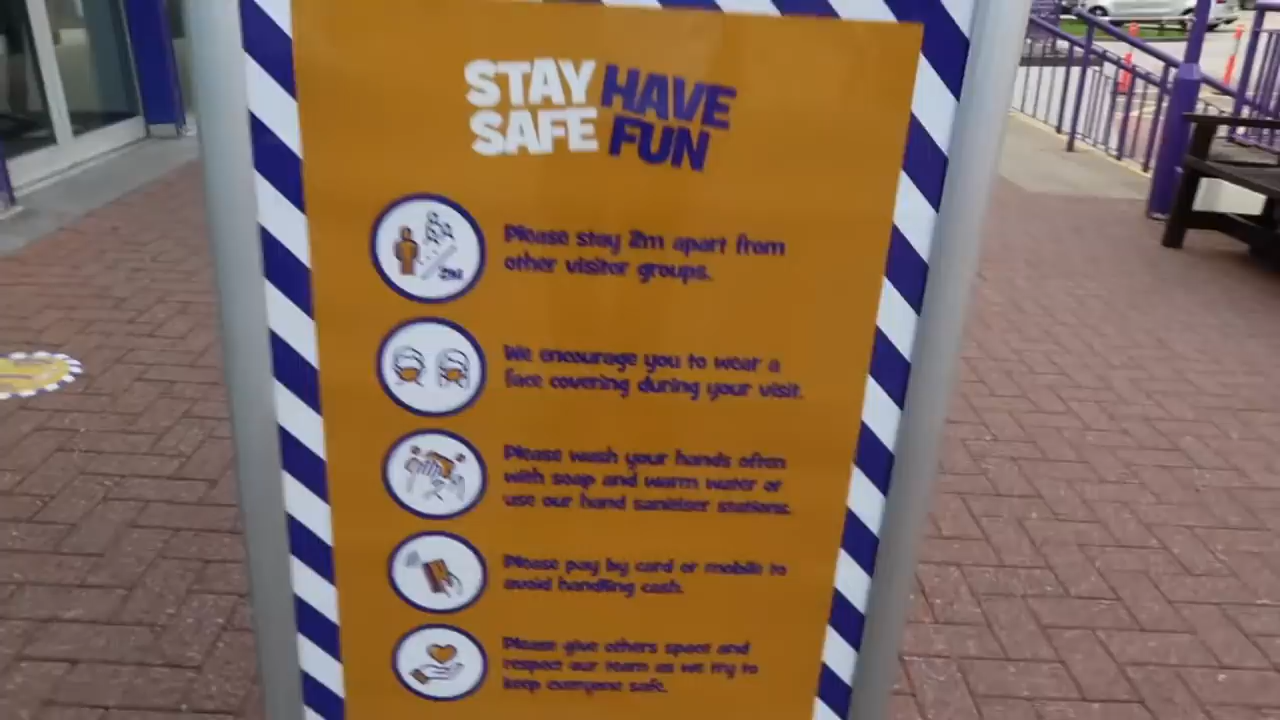 STAY HAVE
SAFE FUN
2M
Please stay 2m apart from
other visitor groups.
We encourage you to wear a
face covering during your visit.
Please wash your hands often
with soap and warm water or
use our hand sanitiser stations.
Please pay by card or mobile to
avoid handling cash.
Please give others space and
respect our team as we try to
keep everyone safe.